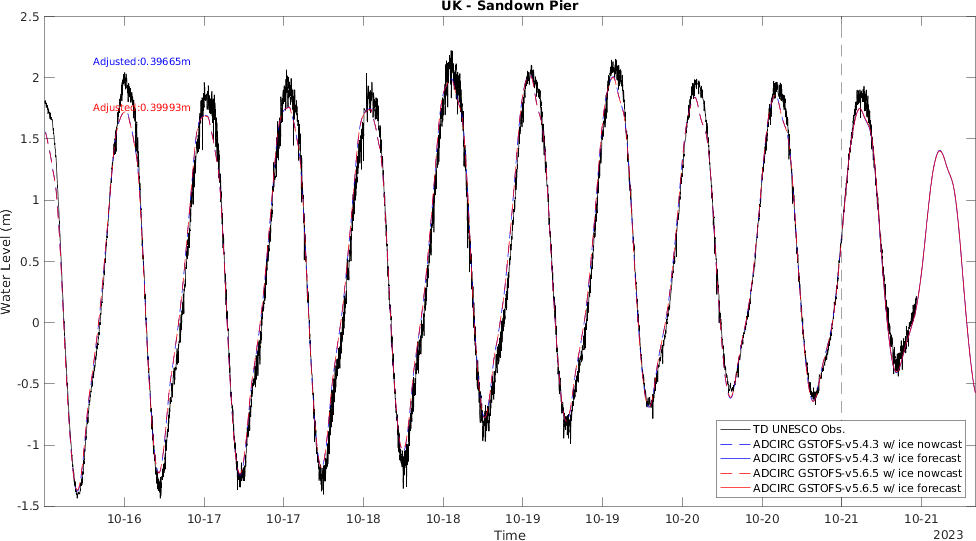 UK - Sandown Pier
2.5
2
1.5
1
0.5
0
-0.5
-1
-1.5
Water Level (m)
Adjusted:0.39665m
Adjusted:0.39993m
TD UNESCO Obs.
ADCIRC GSTOFS-v5.4.3 w/ ice nowcast
ADCIRC GSTOFS-v5.4.3 w/ ice forecast
ADCIRC GSTOFS-v5.6.5 w/ ice nowcast
ADCIRC GSTOFS-v5.6.5 w/ ice forecast
10-16 10-17 10-17 10-18 10-18 10-19 10-19 10-20 10-20 10-21 10-21
Time
2023